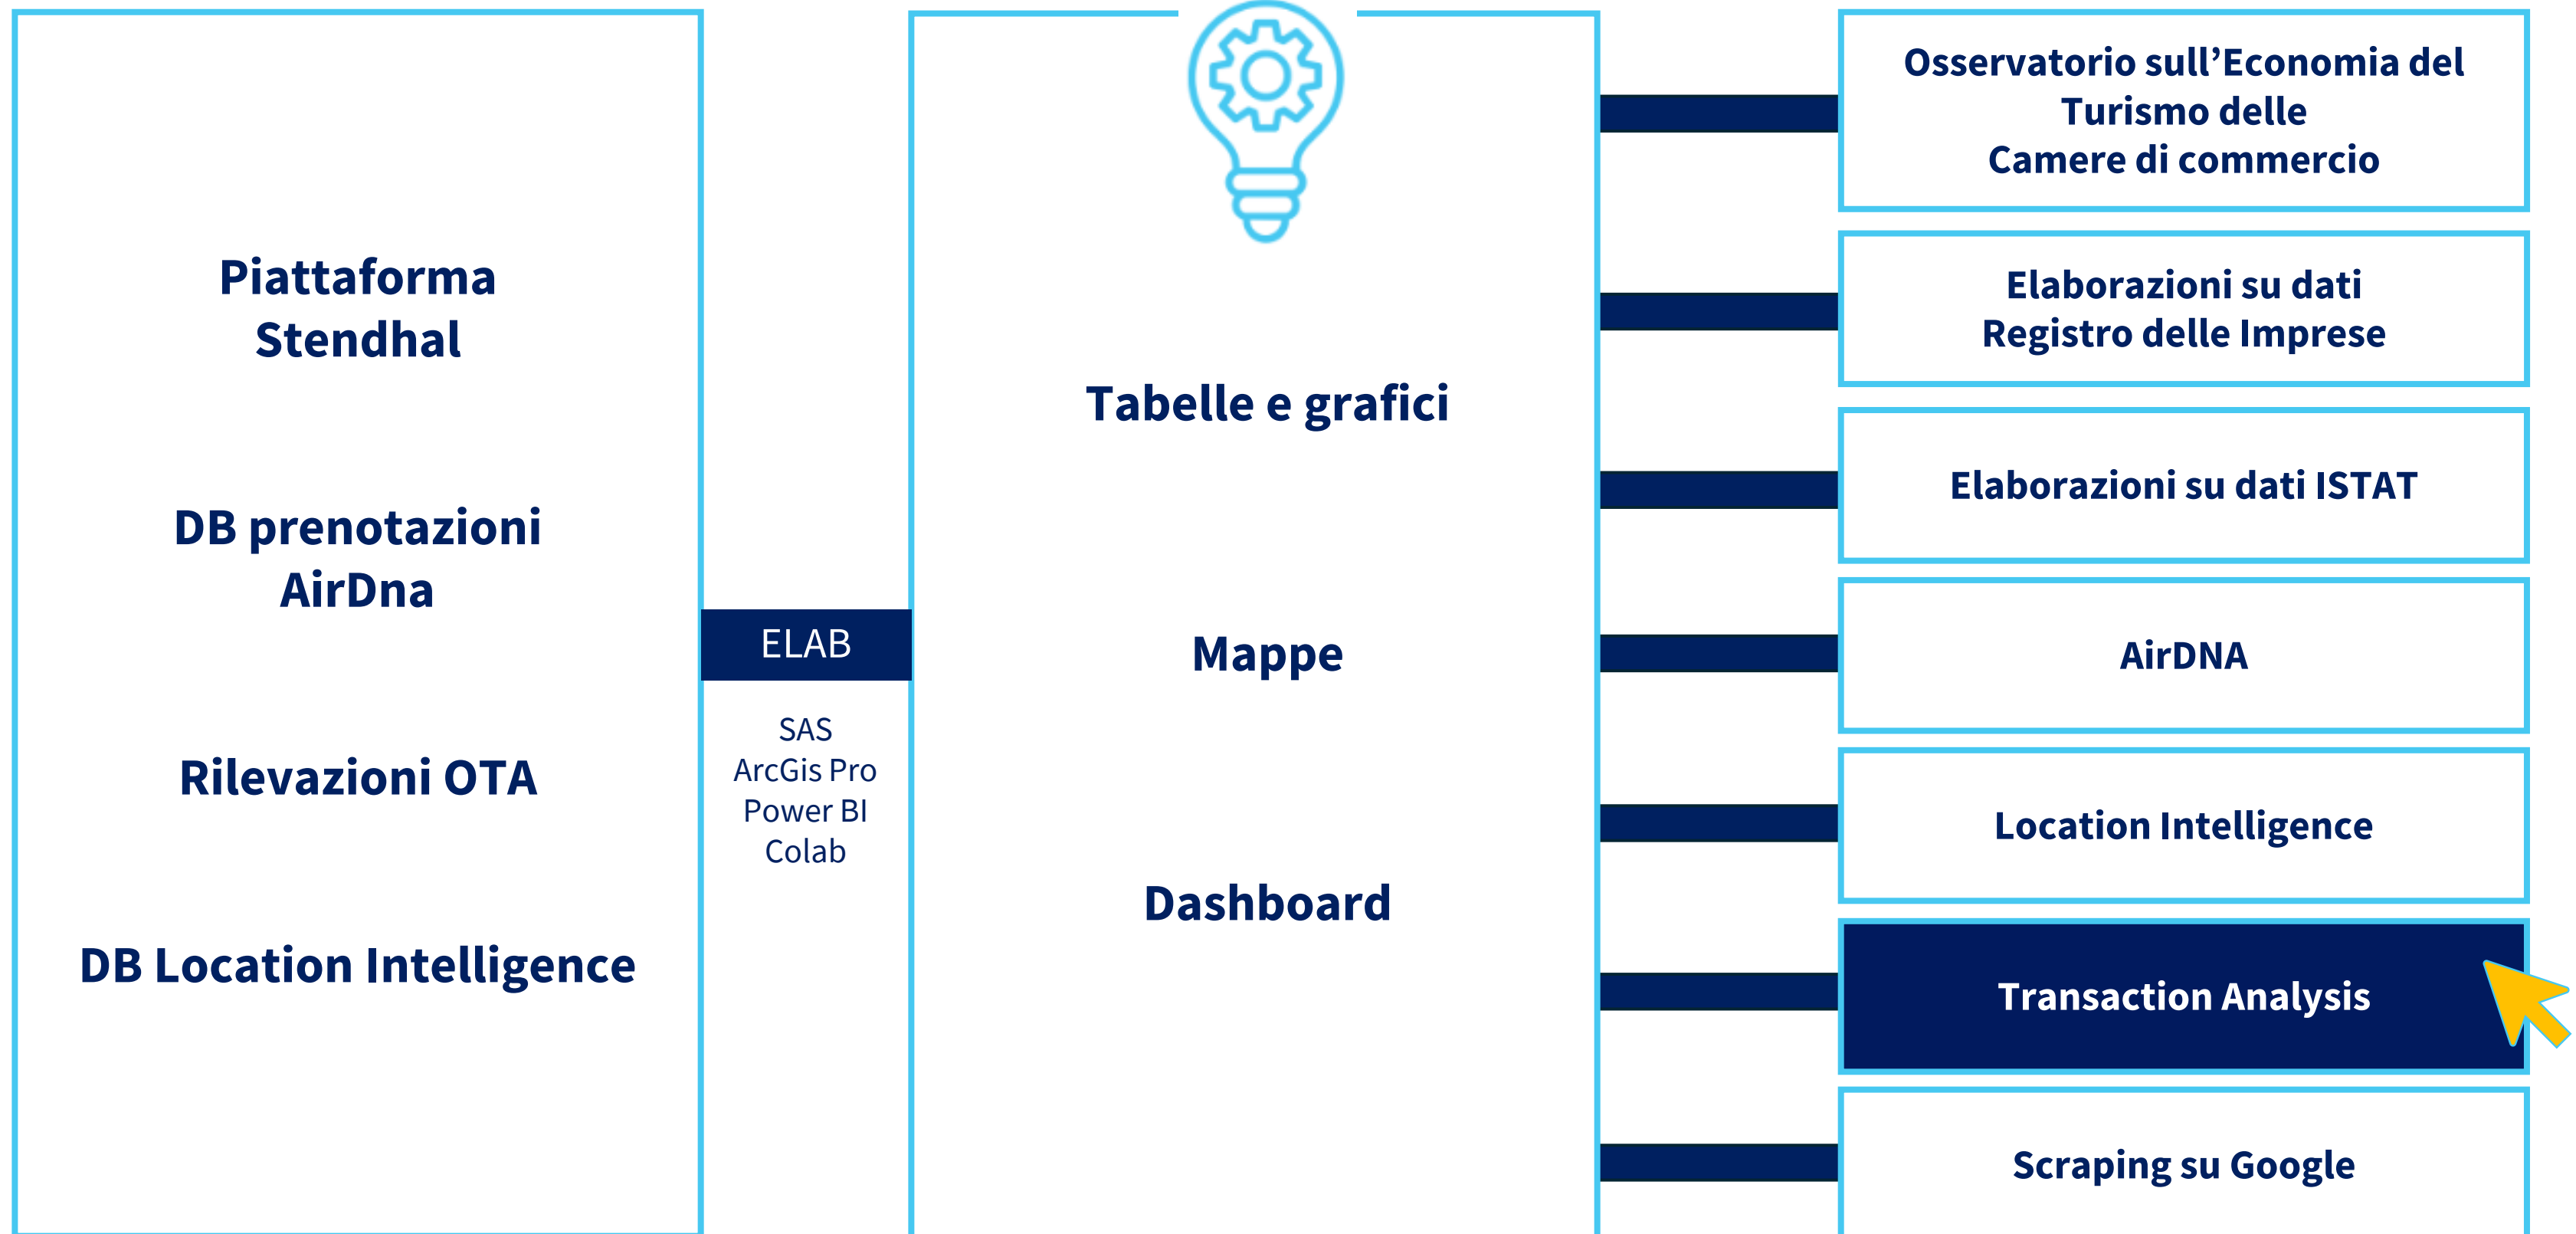 Piattaforma
Stendhal
DB prenotazioni
AirDna
Rilevazioni OTA
DB Location Intelligence
ELAB
SAS
ArcGis Pro
Power BI
Colab
Tabelle e grafici
Mappe
Dashboard
Osservatorio sull’Economia del
Turismo delle
Camere di commercio
Elaborazioni su dati
Registro delle Imprese
Elaborazioni su dati ISTAT
AirDNA
Location Intelligence
Transaction Analysis
Scraping su Google